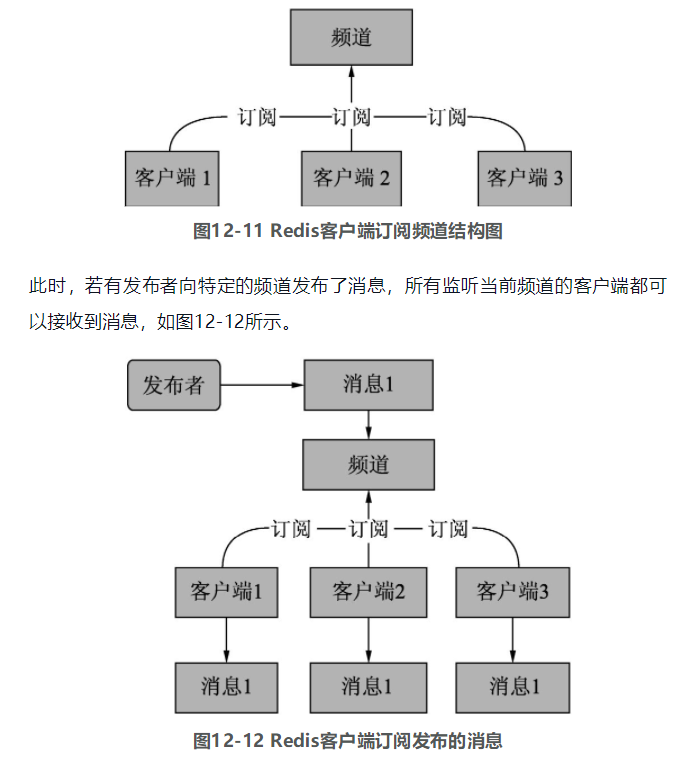 频道
订阅 订阅 订阅
客户端 1 客户端 2 客户端 3
图12-11 Redis客户端订阅频道结构图
此时，若有发布者向特定的频道发布了消息，所有监听当前频道的客户端都可
以接收到消息，如图12-12所示。
发布者 消息1
频道
订阅 订阅 订阅
客户端1 客户端2 客户端3
消息1 消息1 消息1
图12-12 Redis客户端订阅发布的消息